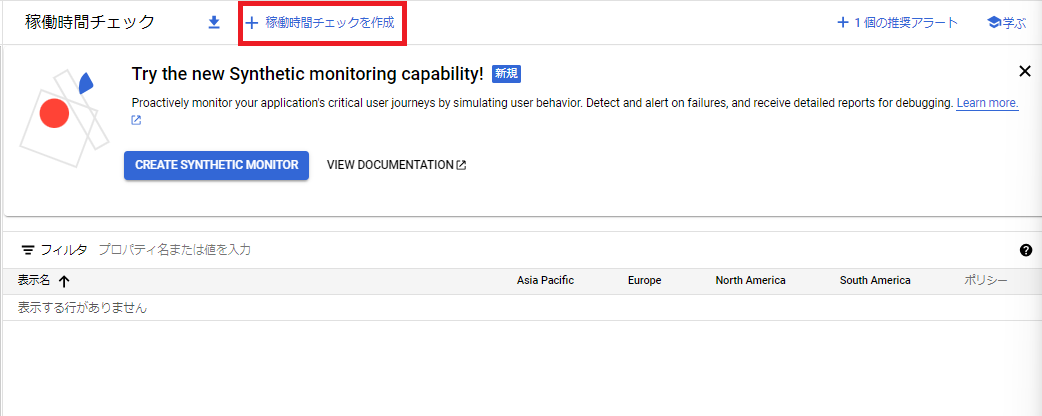 稼働時間チェック 稼働時間チェックを作成 1 個の推奨アラート 学ぶ
Try the new Synthetic monitoring capability! 新規
Proactively monitor your application's critical user journeys by simulating user behavior. Detect and alert on failures, and receive detailed reports for debugging. Learn more.
CREATE SYNTHETIC MONITOR VIEW DOCUMENTATION
フィルタ プロパティ名または値を入力
表示名 Asia Pacific Europe North America South America ポリシー
表示する行がありません